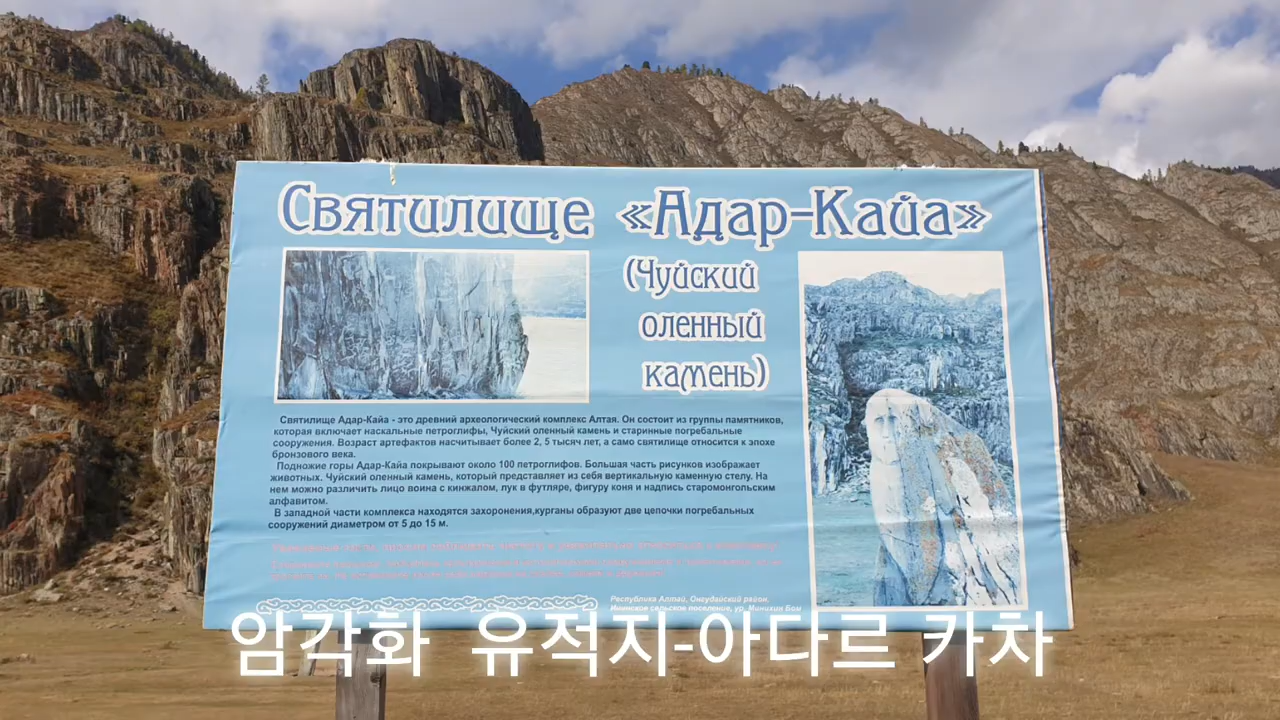 Святилище «Адар-Кайа»
(Чуйский
оленный
камень)
Святилище Адар-Кайа - это древний археологический комплекс Алтая. Он состоит из группы памятников,
которая включает наскальные петроглифы, Чуйский оленный камень и старинные погребальные
сооружения. Возраст артефактов насчитывает более 2, 5 тысяч лет, а само святилище относится к эпохе
бронзового века.
Подножие горы Адар-Кайа покрывают около 100 петроглифов. Большая часть рисунков изображает
животных. Чуйский оленный камень, который представляет из себя вертикальную каменную стелу. На
нем можно различить лицо воина с кинжалом, лук в футляре, фигуру коня и надпись старомонгольским
алфавитом.
В западной части комплекса находятся захоронения,курганы образуют две цепочки погребальных
сооружений диаметром от 5 до 15 м.
Республика Алтай, Онгудайский район,
Ининское сельское поселение, ур.
암각화 유적지-아다르 카차